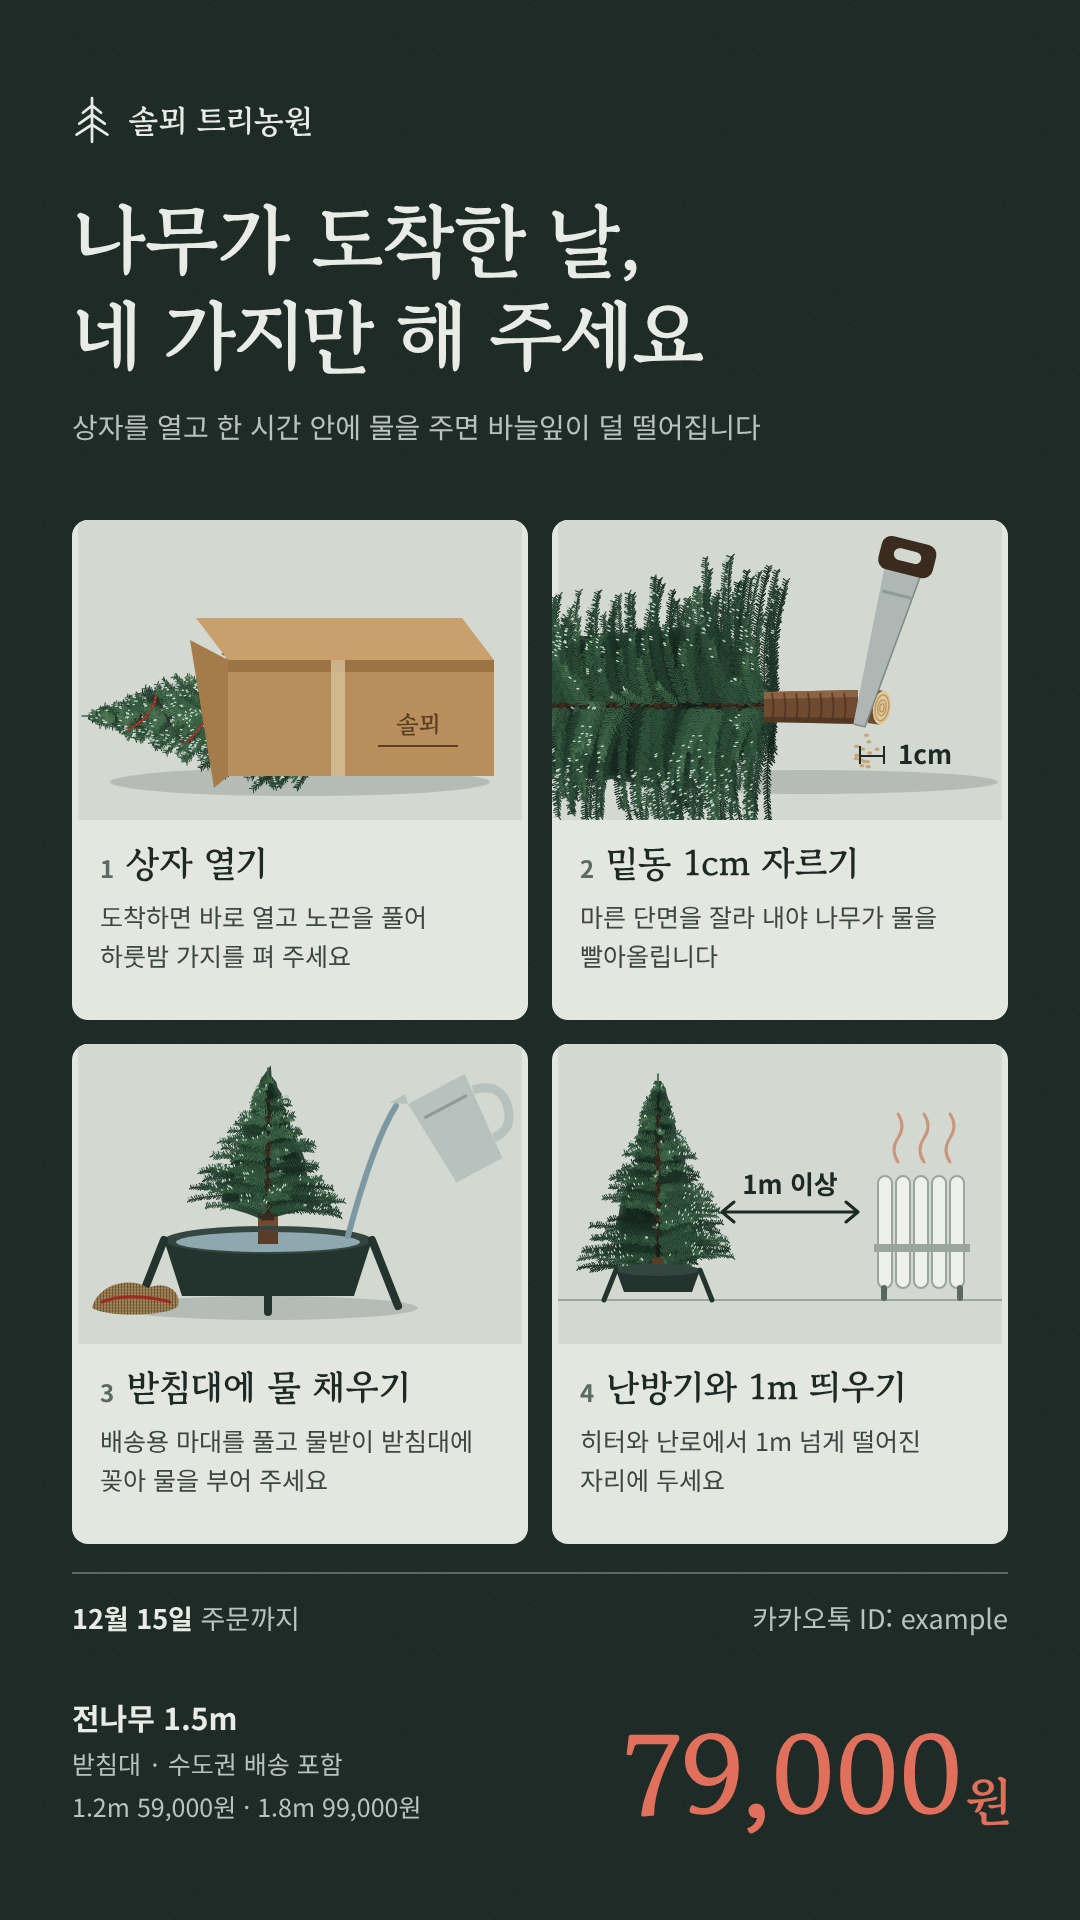 솔뫼 트리농원
나무가 도착한 날,
네 가지만 해 주세요
상자를 열고 한 시간 안에 물을 주면 바늘잎이 덜 떨어집니다
솔뫼
1 상자 열기
도착하면 바로 열고 노끈을 풀어
하룻밤 가지를 펴 주세요
1cm
2 밑동 1cm 자르기
마른 단면을 잘라 내야 나무가 물을
빨아올립니다
3 받침대에 물 채우기
배송용 마대를 풀고 물받이 받침대에
꽂아 물을 부어 주세요
1m 이상
4 난방기와 1m 띄우기
히터와 난로에서 1m 넘게 떨어진
자리에 두세요
12월 15일 주문까지
카카오톡 ID: example
전나무 1.5m
받침대 · 수도권 배송 포함
1.2m 59,000원 · 1.8m 99,000원
79,000원